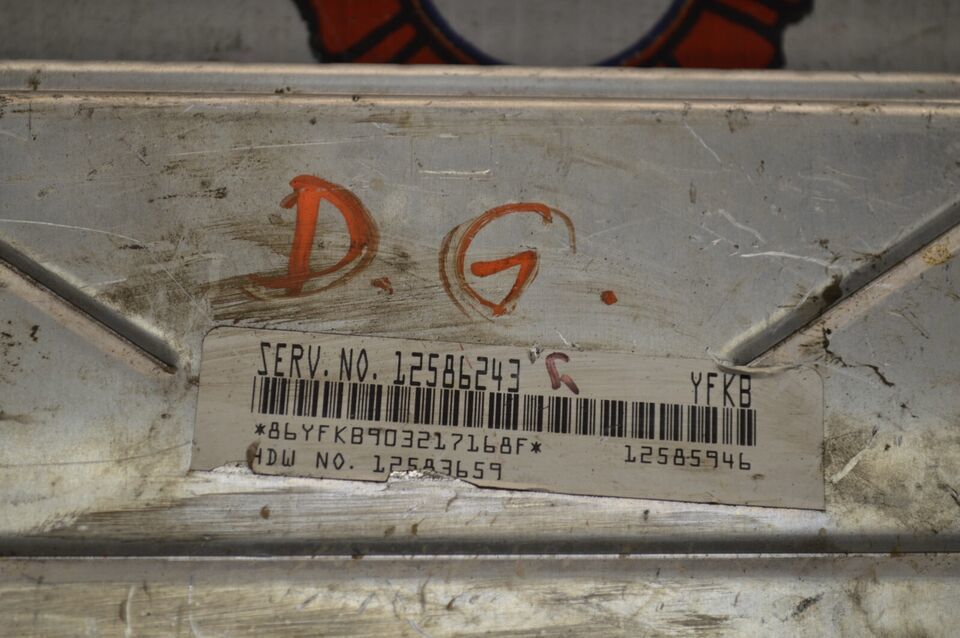 D. G.
SERV. NO. 12586243 YFKB
*86YFKB903217168F* 12585946
HDW NO. 12583659